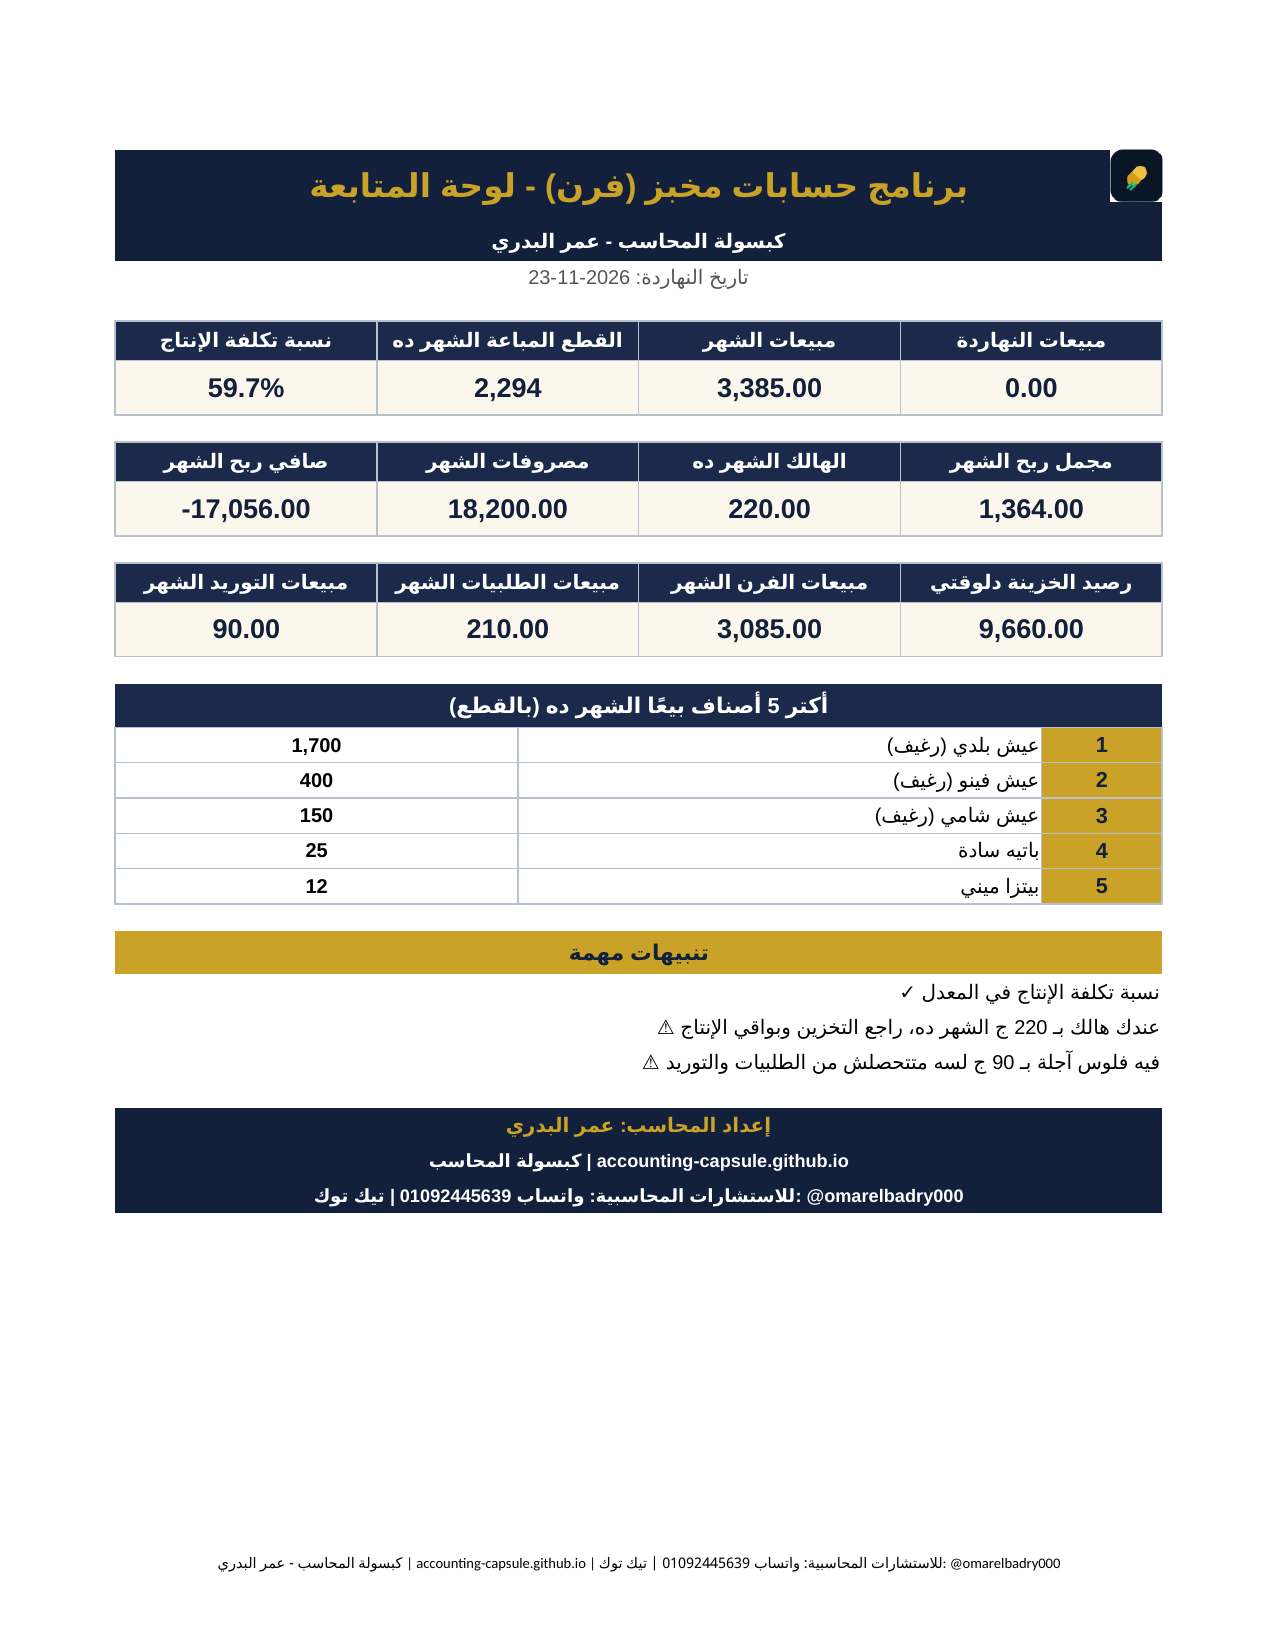 برنامج حسابات مخبز (فرن) - لوحة المتابعة
كبسولة المحاسب - عمر البدري
تاريخ النهاردة: 2026-11-23
مبيعات النهاردة
مبيعات الشهر
القطع المباعة الشهر ده
نسبة تكلفة الإنتاج
0.00
3,385.00
2,294
59.7%
مجمل ربح الشهر
الهالك الشهر ده
مصروفات الشهر
صافي ربح الشهر
1,364.00
220.00
18,200.00
-17,056.00
رصيد الخزينة دلوقتي
مبيعات الفرن الشهر
مبيعات الطلبيات الشهر
مبيعات التوريد الشهر
9,660.00
3,085.00
210.00
90.00
أكتر 5 أصناف بيعًا الشهر ده (بالقطع)
1 عيش بلدي (رغيف) 1,700
2 عيش فينو (رغيف) 400
3 عيش شامي (رغيف) 150
4 باتيه سادة 25
5 بيتزا ميني 12
تنبيهات مهمة
نسبة تكلفة الإنتاج في المعدل ✓
عندك هالك بـ 220 ج الشهر ده، راجع التخزين وبواقي الإنتاج ⚠
فيه فلوس آجلة بـ 90 ج لسه متتحصلش من الطلبيات والتوريد ⚠
إعداد المحاسب: عمر البدري
كبسولة المحاسب | accounting-capsule.github.io
للاستشارات المحاسبية: واتساب 01092445639 | تيك توك: @omarelbadry000
كبسولة المحاسب - عمر البدري | accounting-capsule.github.io | للاستشارات المحاسبية: واتساب 01092445639 | تيك توك: @omarelbadry000